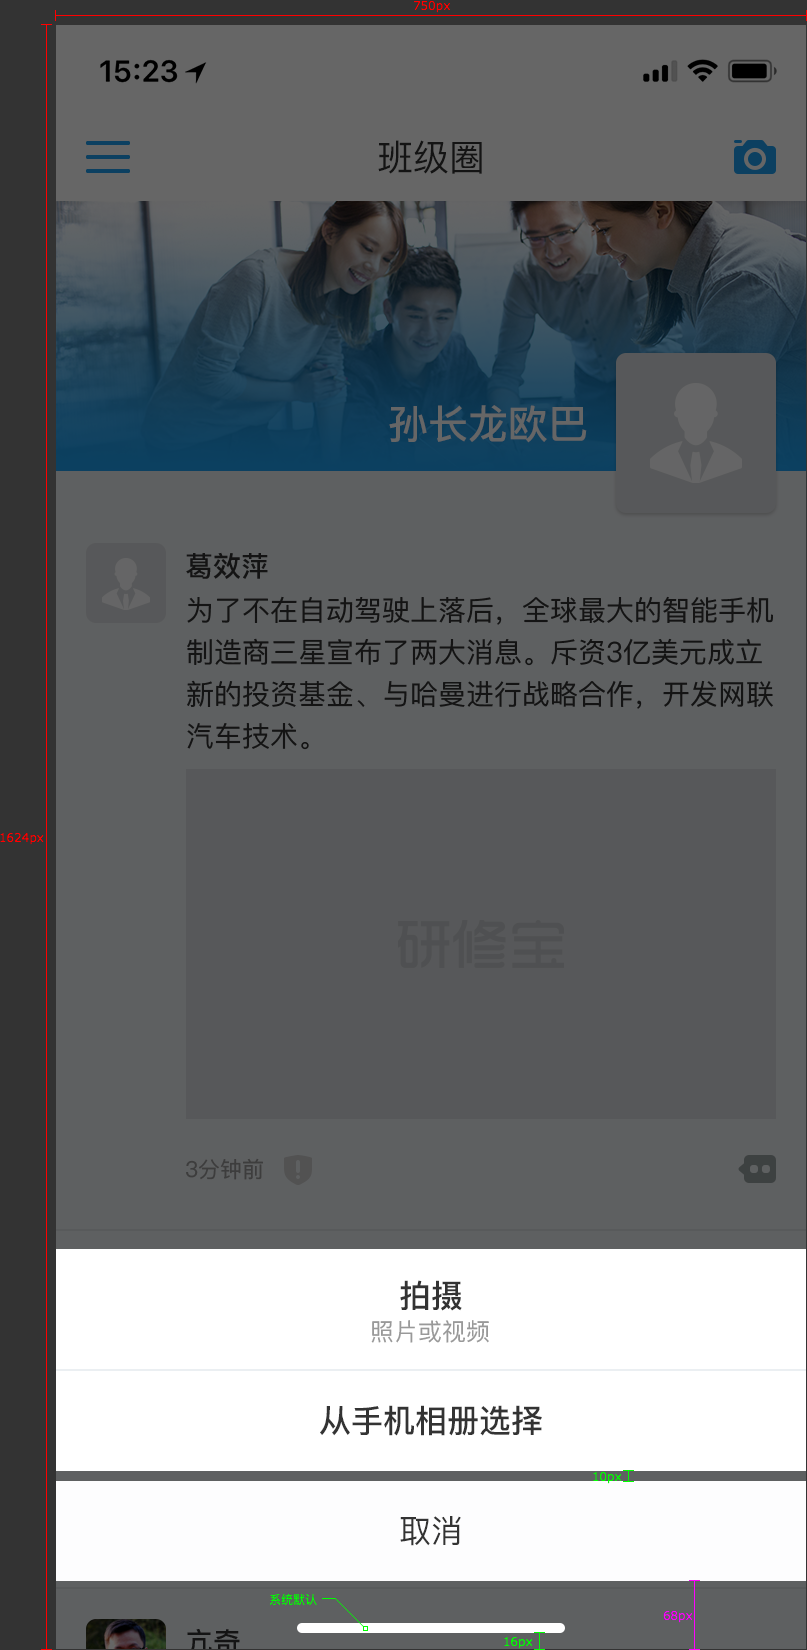 750px
15:23
班级圈
孙长龙欧巴
葛效萍
为了不在自动驾驶上落后，全球最大的智能手机
制造商三星宣布了两大消息。斥资3亿美元成立
新的投资基金、与哈曼进行战略合作，开发网联
汽车技术。
1624px
研修宝
3分钟前
拍摄
照片或视频
从手机相册选择
10px
取消
系统默认
68px
16px